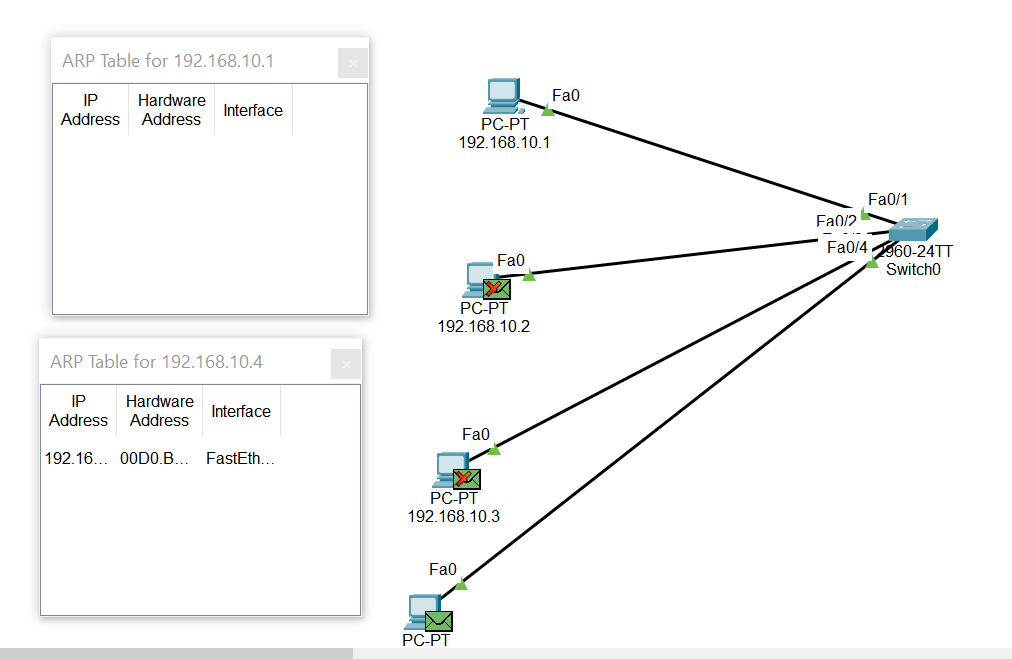 ARP Table for 192.168.10.1
IP Address
Hardware Address
Interface
ARP Table for 192.168.10.4
IP Address
Hardware Address
Interface
192.16... 00D0.B... FastEth...
Fa0
PC-PT
192.168.10.1
Fa0/1
Fa0/2
Fa0/4
2960-24TT
Switch0
Fa0
PC-PT
192.168.10.2
Fa0
PC-PT
192.168.10.3
Fa0
PC-PT